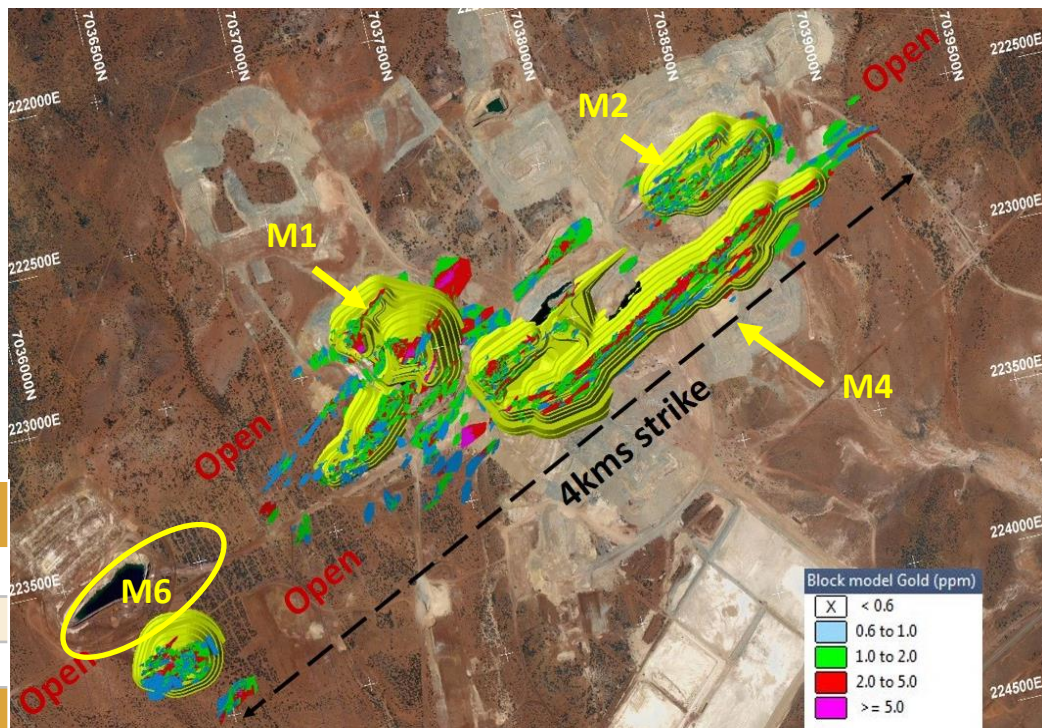 7036500N
7037000N
7037500N
7038000N
7038500N
7039000N
7039500N
222500E
222000E
Open
M2
223000E
M1
222500E
7036000N
223500E
M4
4kms strike
223000E
Open
224000E
223500E
M6
Open
Open
224500E
Block model Gold (ppm)
X < 0.6
0.6 to 1.0
1.0 to 2.0
2.0 to 5.0
>= 5.0